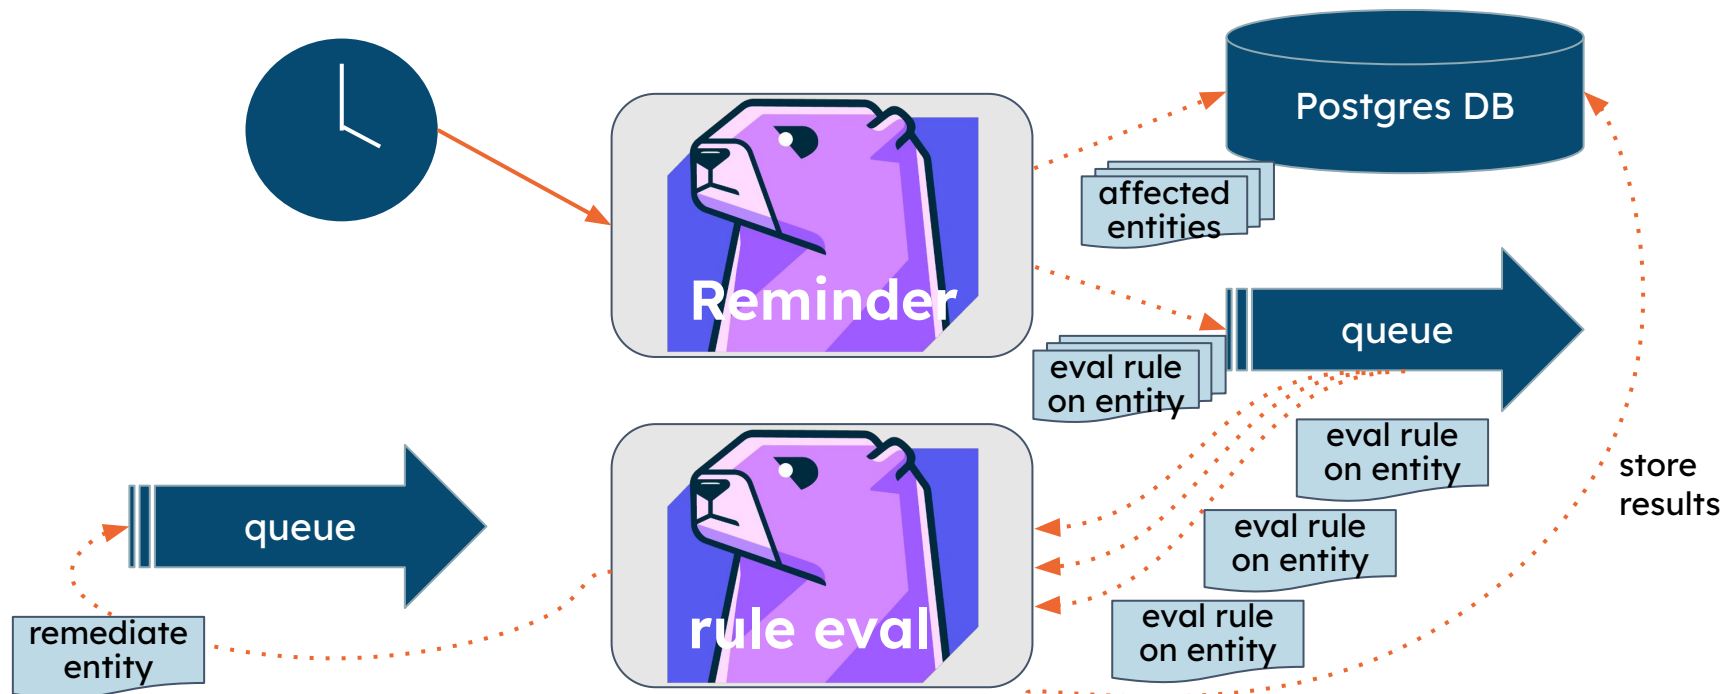 Postgres DB
affected
entities
Reminder
queue
eval rule
on entity
eval rule
on entity
store
results
queue
eval rule
on entity
rule eval
eval rule
on entity
remediate
entity